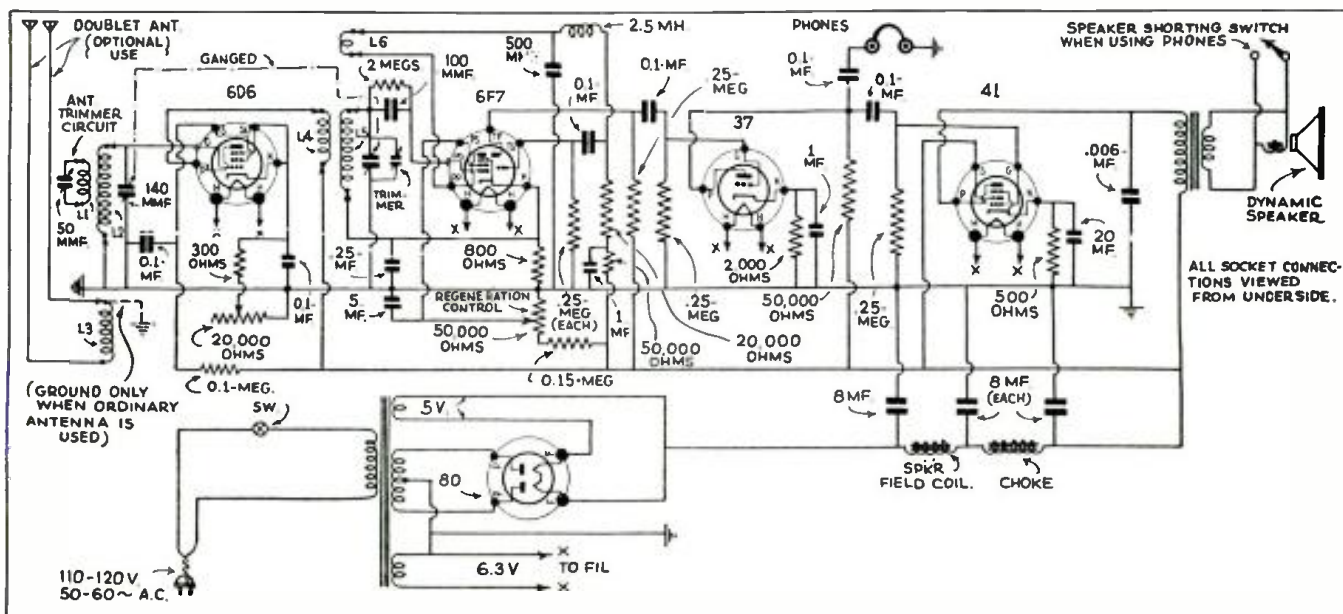 DOUBLET ANT.
(OPTIONAL)
USE
GANGED
ANT
TRIMMER
CIRCUIT
L1
50
MMF.
L2
140
MMF
0.1-
MF.
6D6
300
OHMS
0.1-
MF
20,000
OHMS
0.1-MEG.
L3
(GROUND ONLY
WHEN ORDINARY
ANTENNA IS
USED)
L4
L5
L6
2 MEGS
100
MMF.
TRIM-
MER
.25-
MF.
.5
MF.
6F7
500
2.5 MH
0.1-
MF
800
OHMS
REGENERATION
CONTROL
50,000
OHMS
.25-
MEG
(EACH)
1
MF
0.15-MEG
0.1-MF
.25-
MEG
50,000
OHMS
20,000
OHMS
.25-
MEG
37
2,000
OHMS
1
MF
PHONES
0.1-
MF.
0.1-
MF.
50,000
OHMS
.25-
MEG
41
500
OHMS
20
MF
.006-
MF.
SPEAKER SHORTING SWITCH
WHEN USING PHONES
DYNAMIC
SPEAKER
ALL SOCKET CONNEC-
TIONS VIEWED
FROM UNDERSIDE.
8 MF.
8 MF
(EACH)
SPKR
FIELD COIL.
CHOKE
SW.
110-120 V.
50-60~ A.C.
5 V.
80
6.3 V
TO FIL
X
X